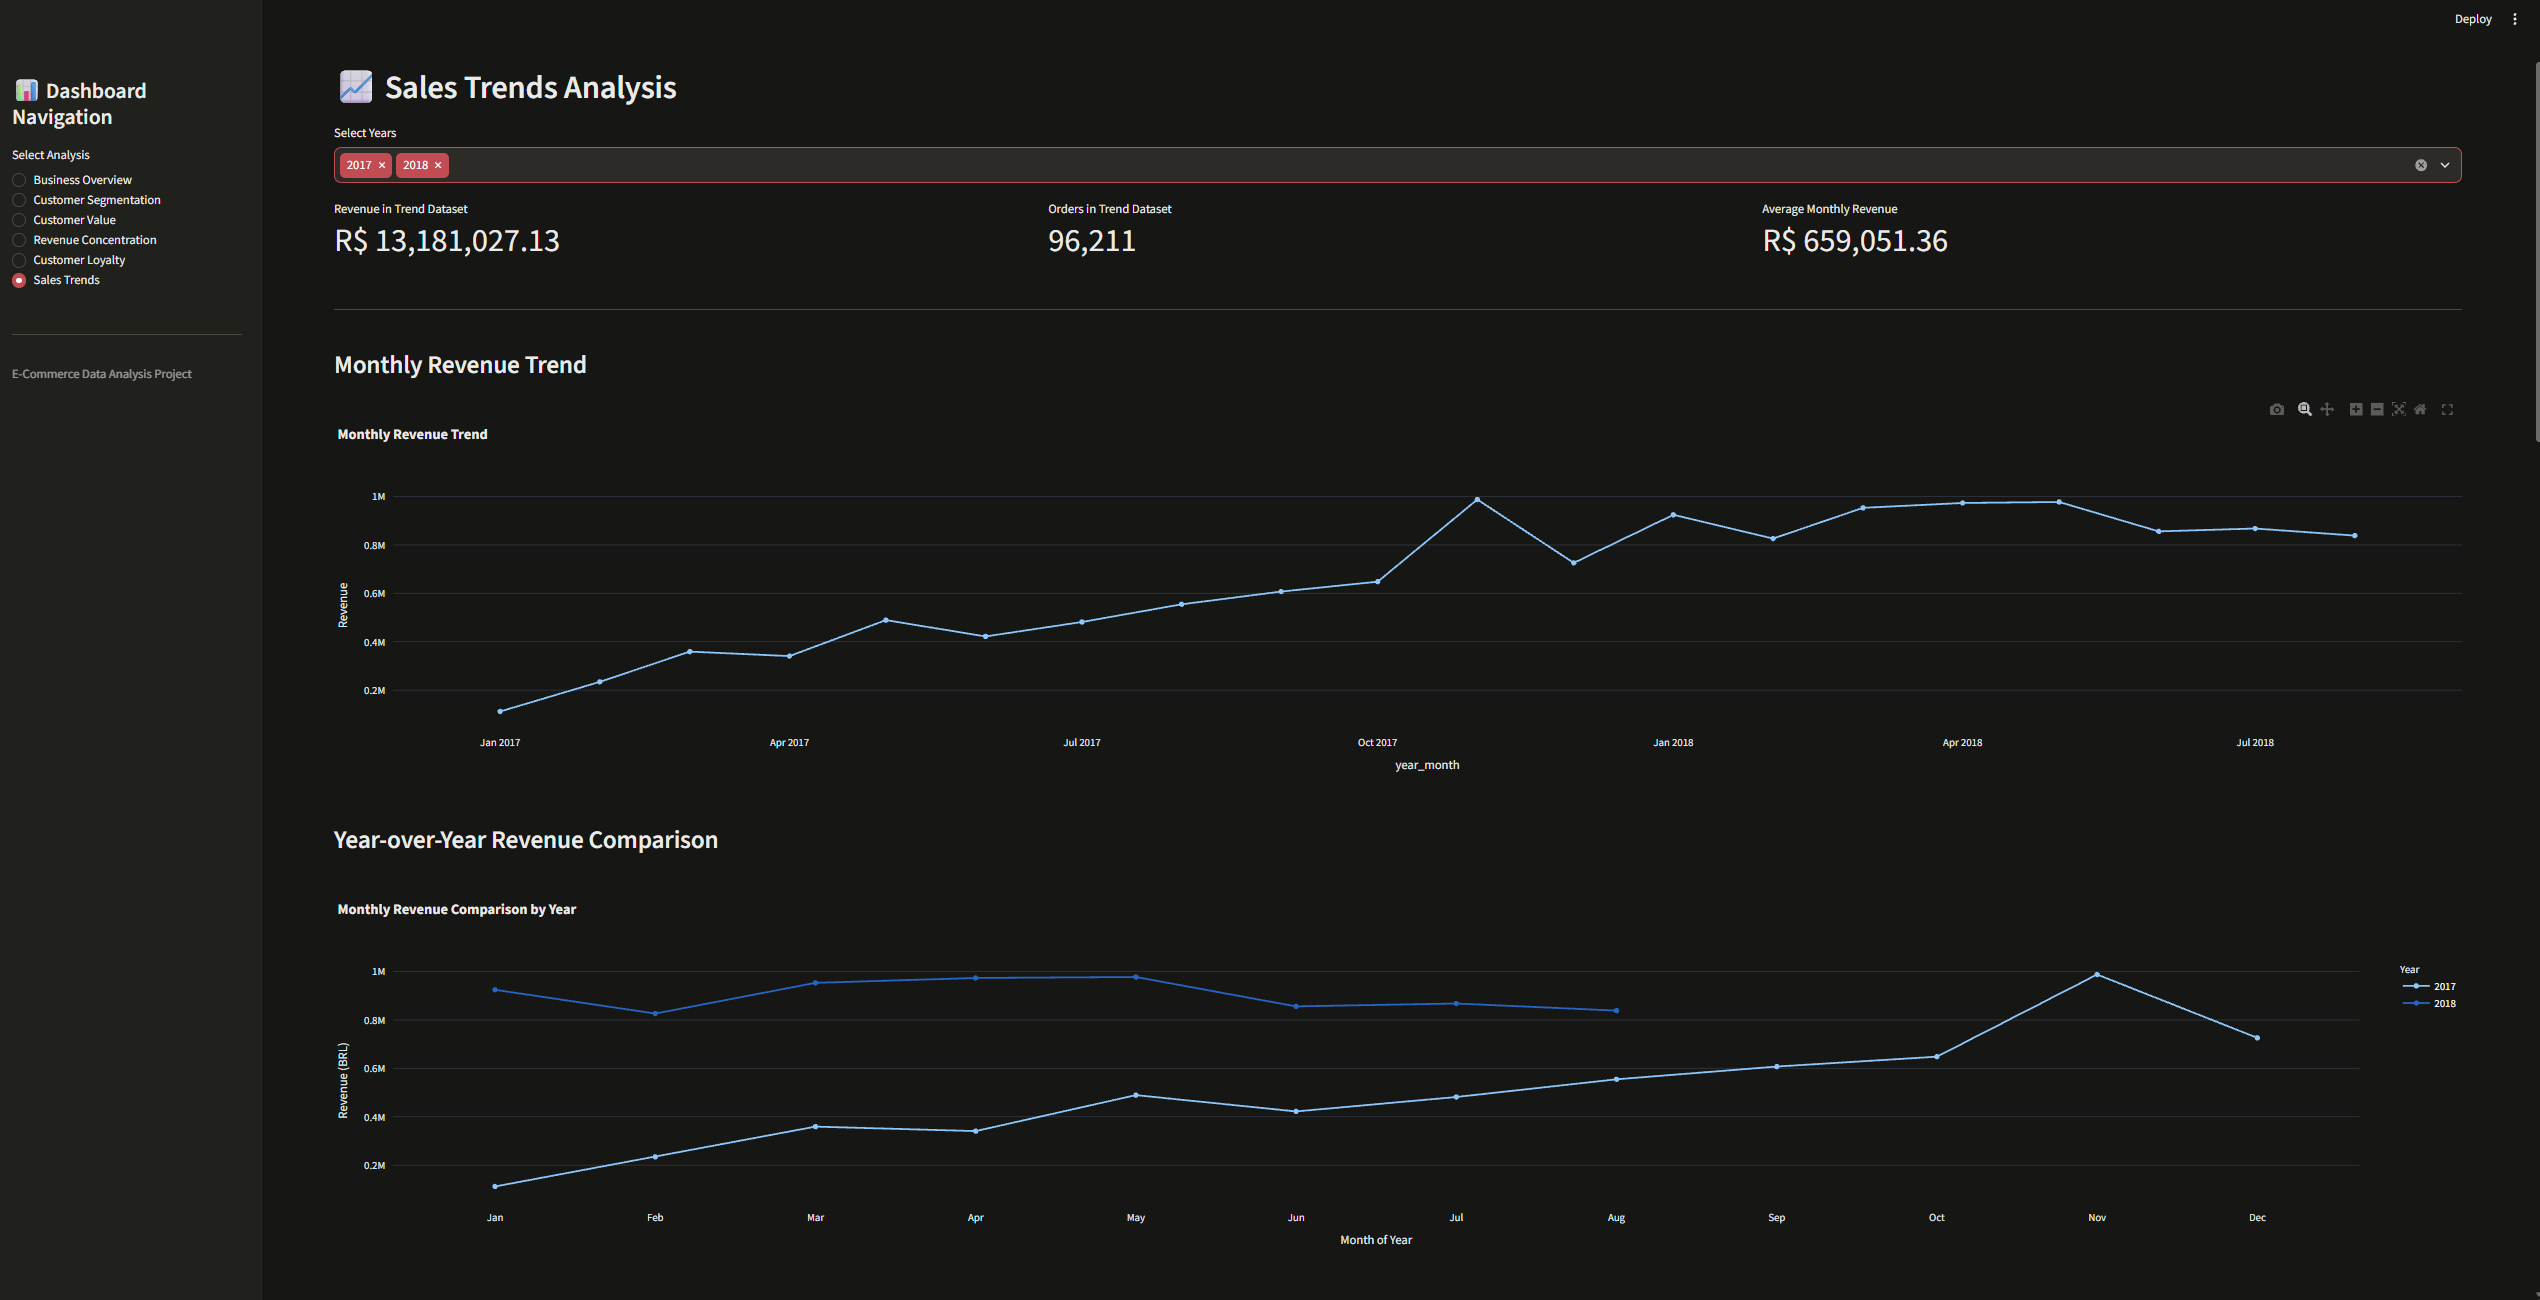 Deploy
Dashboard
Navigation
Select Analysis
Business Overview
Customer Segmentation
Customer Value
Revenue Concentration
Customer Loyalty
Sales Trends
E-Commerce Data Analysis Project
Sales Trends Analysis
Select Years
2017 2018
Revenue in Trend Dataset
R$ 13,181,027.13
Orders in Trend Dataset
96,211
Average Monthly Revenue
R$ 659,051.36
Monthly Revenue Trend
Monthly Revenue Trend
Revenue
1M
0.8M
0.6M
0.4M
0.2M
Jan 2017 Apr 2017 Jul 2017 Oct 2017 Jan 2018 Apr 2018 Jul 2018
year_month
Year-over-Year Revenue Comparison
Monthly Revenue Comparison by Year
Revenue (BRL)
1M
0.8M
0.6M
0.4M
0.2M
Jan Feb Mar Apr May Jun Jul Aug Sep Oct Nov Dec
Month of Year
Year
2017
2018